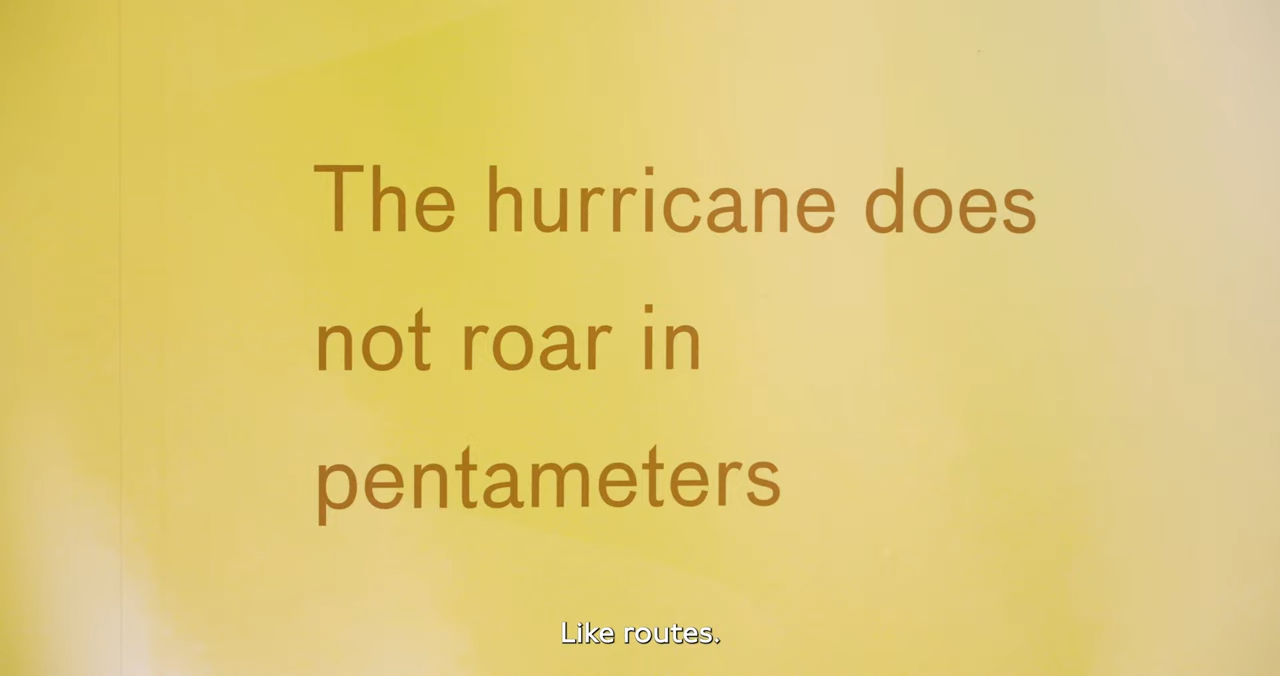 The hurricane does
not roar in
pentameters
Like routes.